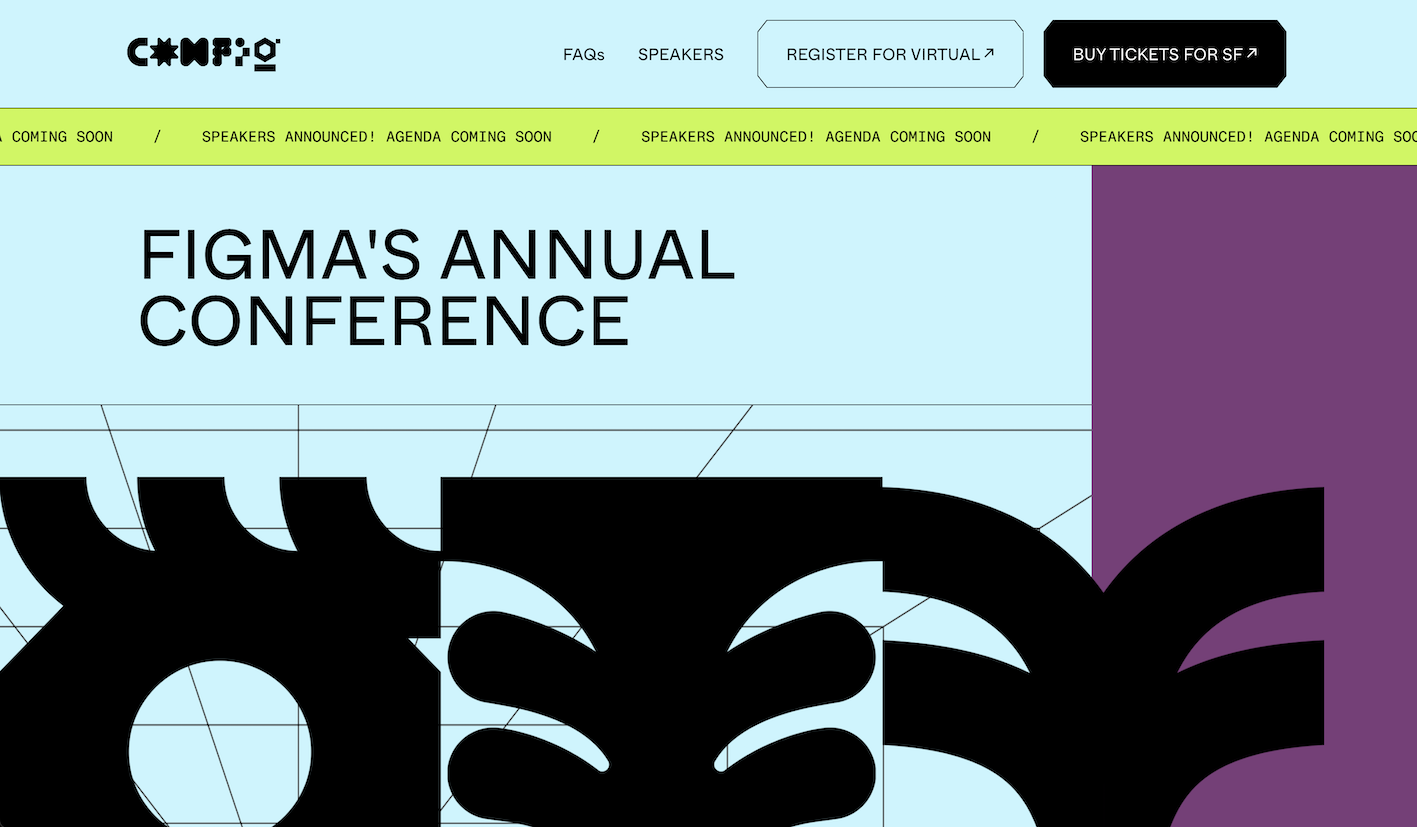 CONFIG
FAQs
SPEAKERS
REGISTER FOR VIRTUAL ↗
BUY TICKETS FOR SF ↗
COMING SOON / SPEAKERS ANNOUNCED! AGENDA COMING SOON / SPEAKERS ANNOUNCED! AGENDA COMING SOON / SPEAKERS ANNOUNCED! AGENDA COMING
FIGMA'S ANNUAL
CONFERENCE